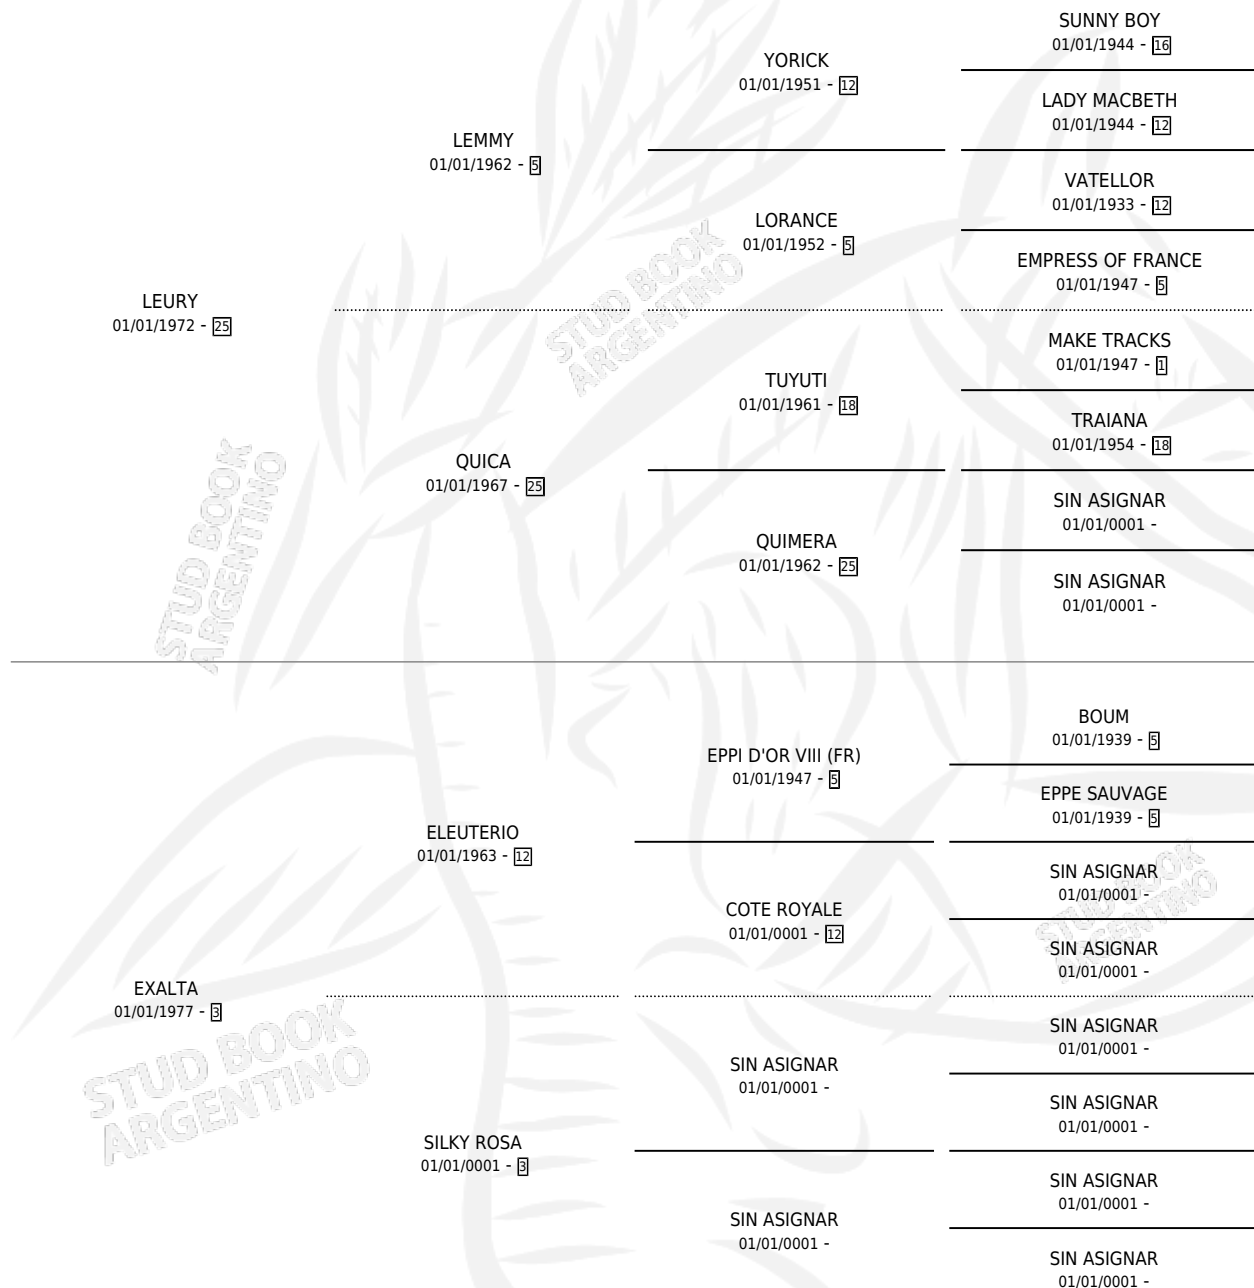 LEURY
01/01/1972 - 25
LEMMY
01/01/1962 - 5
YORICK
01/01/1951 - 12
SUNNY BOY
01/01/1944 - 16
LADY MACBETH
01/01/1944 - 12
LORANCE
01/01/1952 - 5
VATELLOR
01/01/1933 - 12
EMPRESS OF FRANCE
01/01/1947 - 5
QUICA
01/01/1967 - 25
TUYUTI
01/01/1961 - 18
MAKE TRACKS
01/01/1947 - 1
TRAIANA
01/01/1954 - 18
QUIMERA
01/01/1962 - 25
SIN ASIGNAR
01/01/0001 -
SIN ASIGNAR
01/01/0001 -
EXALTA
01/01/1977 - 3
ELEUTERIO
01/01/1963 - 12
EPPI D'OR VIII (FR)
01/01/1947 - 5
BOUM
01/01/1939 - 5
EPPE SAUVAGE
01/01/1939 - 5
COTE ROYALE
01/01/0001 - 12
SIN ASIGNAR
01/01/0001 -
SIN ASIGNAR
01/01/0001 -
SILKY ROSA
01/01/0001 - 3
SIN ASIGNAR
01/01/0001 -
SIN ASIGNAR
01/01/0001 -
SIN ASIGNAR
01/01/0001 -
SIN ASIGNAR
01/01/0001 -
SIN ASIGNAR
01/01/0001 -
SIN ASIGNAR
01/01/0001 -
STUD BOOK
ARGENTINO
STUD BOOK
ARGENTINO
STUD BOOK
ARGENTINO
STUD BOOK
ARGENTINO